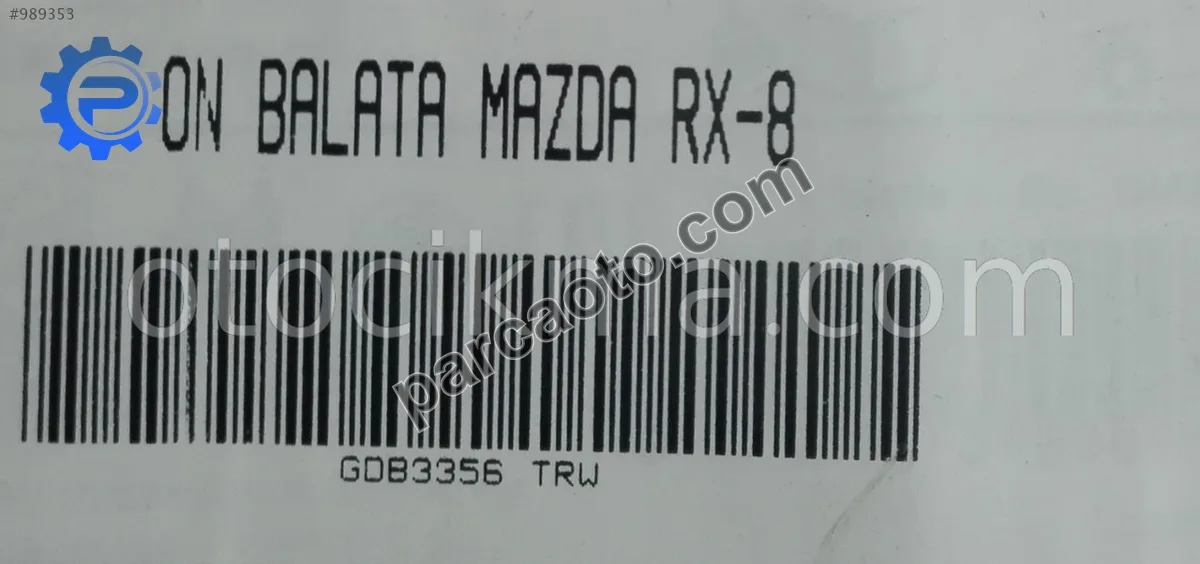 #989353
ON BALATA MAZDA RX-8
otocikma.com
parcaoto.com
GDB3356 TRW